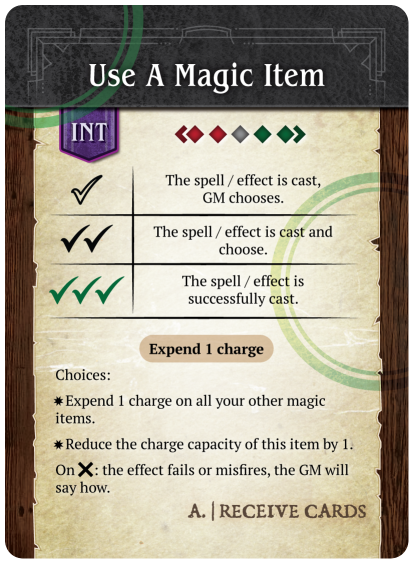 Use A Magic Item
INT
The spell / effect is cast,
GM chooses.
The spell / effect is cast and
choose.
The spell / effect is
successfully cast.
Expend 1 charge
Choices:
✷Expend 1 charge on all your other magic
items.
✷Reduce the charge capacity of this item by 1.
On ✖: the effect fails or misfires, the GM will
say how.
A. | RECEIVE CARDS